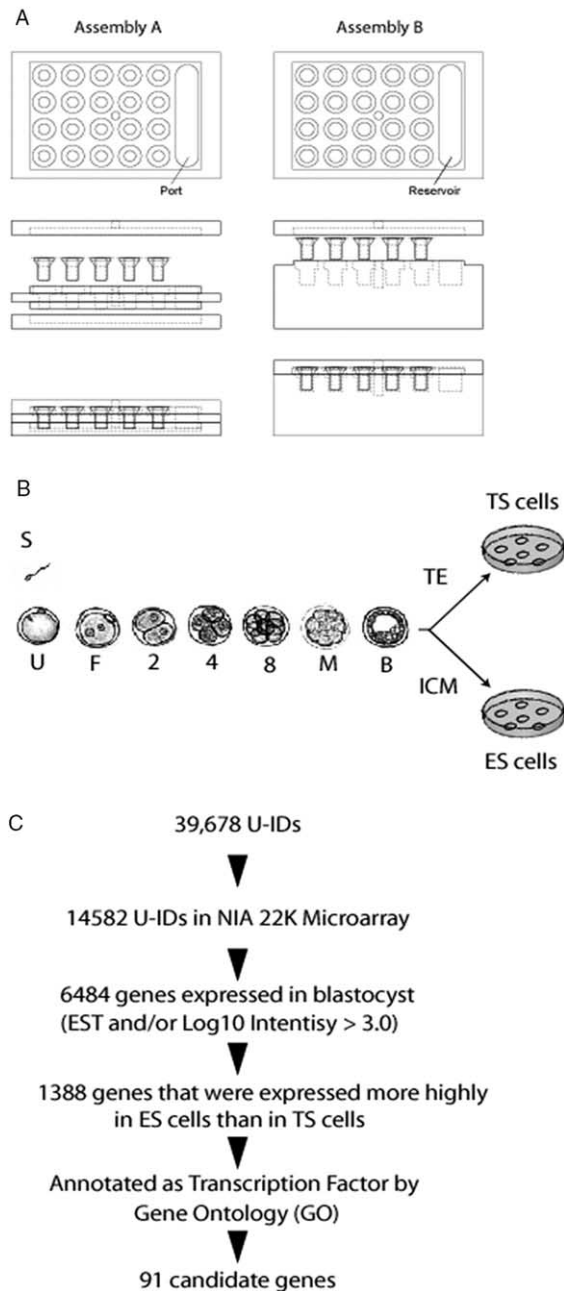 A
Assembly A
Assembly B
Port
Reservoir
B
S
TS cells
TE
U F 2 4 8 M B
ICM
ES cells
C
39,678 U-IDs
14582 U-IDs in NIA 22K Microarray
6484 genes expressed in blastocyst
(EST and/or Log10 Intentisy > 3.0)
1388 genes that were expressed more highly
in ES cells than in TS cells
Annotated as Transcription Factor by
Gene Ontology (GO)
91 candidate genes